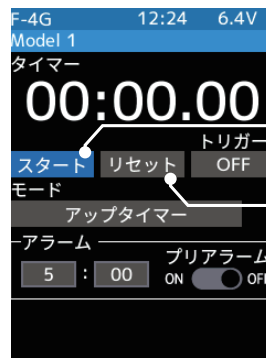 F-4G 12:24 6.4V
Model 1
タイマー
00:00.00
トリガー
スタート リセット OFF
モード
アップタイマー
アラーム プリアラーム
5 : 00 ON OFF